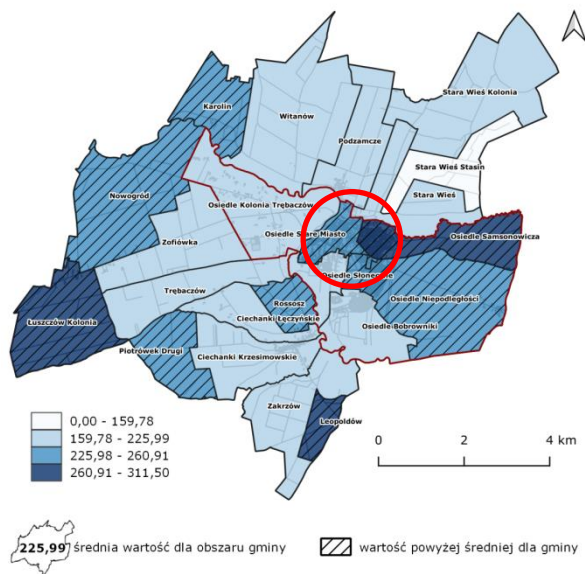 Karolin
Witanów
Stara Wieś Kolonia
Podzamcze
Stara Wieś Stasin
Nowogród
Stara Wieś
Osiedle Kolonia Trębaczów
Osiedle Stare Miasto
Osiedle Samsonowicza
Zofiówka
Osiedle Słoneczne
Trębaczów
Osiedle Niepodległości
Rossosz
Łuszczów Kolonia
Ciechanki Łęczyńskie
Osiedle Bobrowniki
Piotrówek Drugi
Ciechanki Krzesimowskie
Zakrzów
Leopoldów
0,00 - 159,78
159,78 - 225,99
225,98 - 260,91
260,91 - 311,50
0 2 4 km
225,99 średnia wartość dla obszaru gminy
wartość powyżej średniej dla gminy